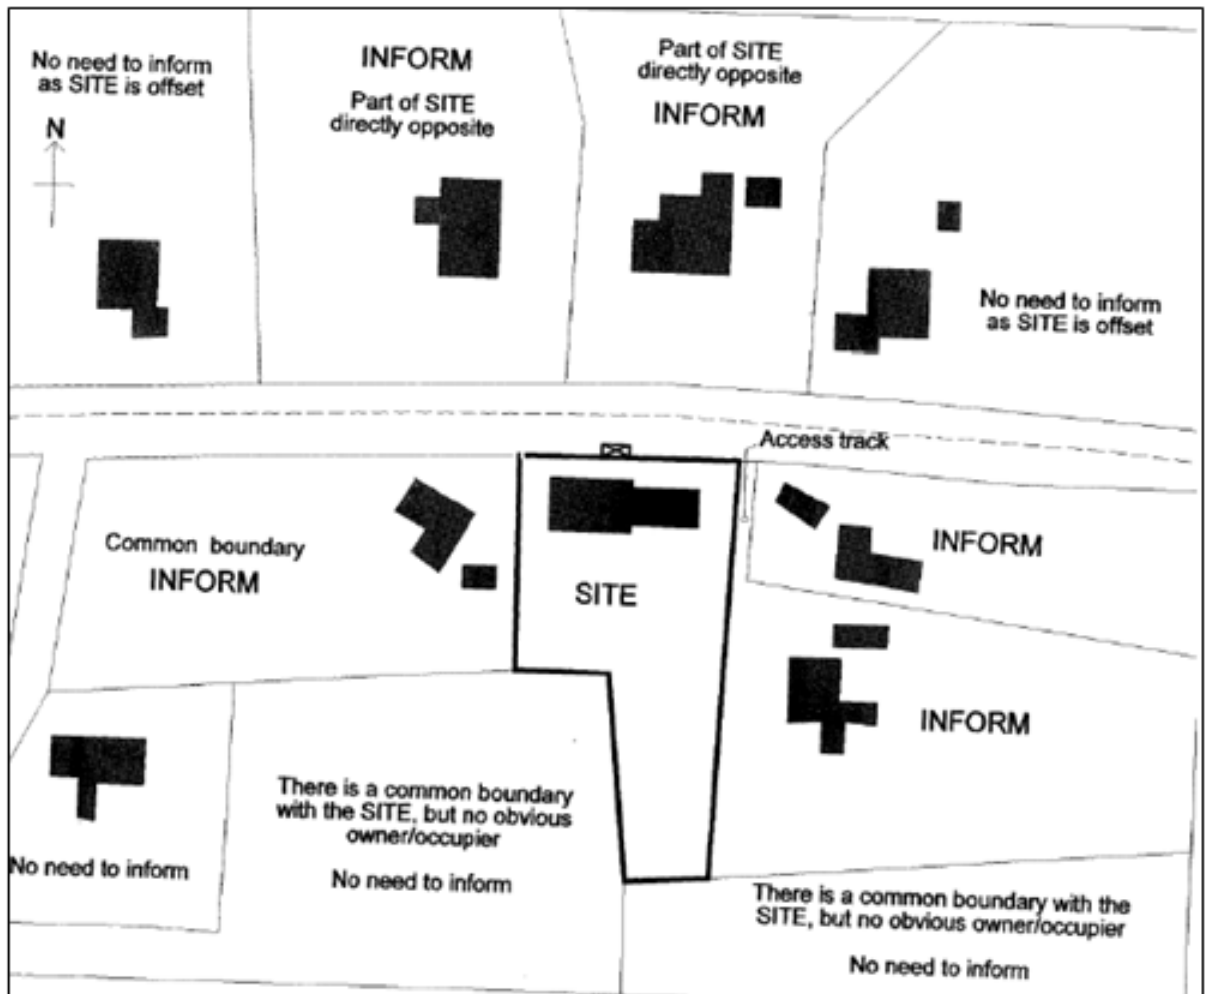 No need to inform
as SITE is offset
N
INFORM
Part of SITE
directly opposite
Part of SITE
directly opposite
INFORM
No need to inform
as SITE is offset
Access track
Common boundary
INFORM
SITE
INFORM
INFORM
No need to inform
There is a common boundary
with the SITE, but no obvious
owner/occupier
No need to inform
There is a common boundary with the
SITE, but no obvious owner/occupier
No need to inform